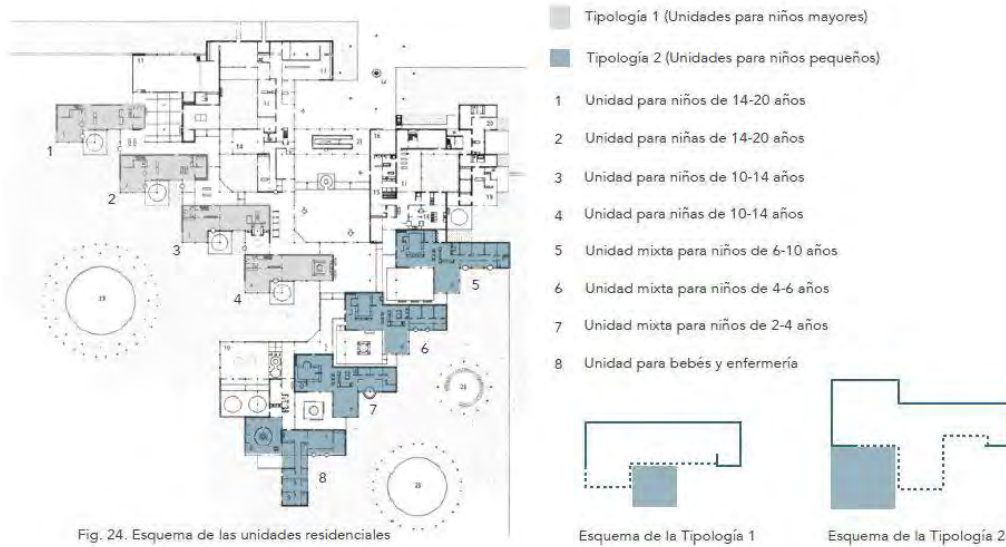 Tipología 1 (Unidades para niños mayores)
Tipología 2 (Unidades para niños pequeños)
1 Unidad para niños de 14-20 años
2 Unidad para niñas de 14-20 años
3 Unidad para niños de 10-14 años
4 Unidad para niñas de 10-14 años
5 Unidad mixta para niños de 6-10 años
6 Unidad mixta para niños de 4-6 años
7 Unidad mixta para niños de 2-4 años
8 Unidad para bebés y enfermería
1
2
3
4
5
6
7
8
Fig. 24. Esquema de las unidades residenciales
Esquema de la Tipología 1
Esquema de la Tipología 2